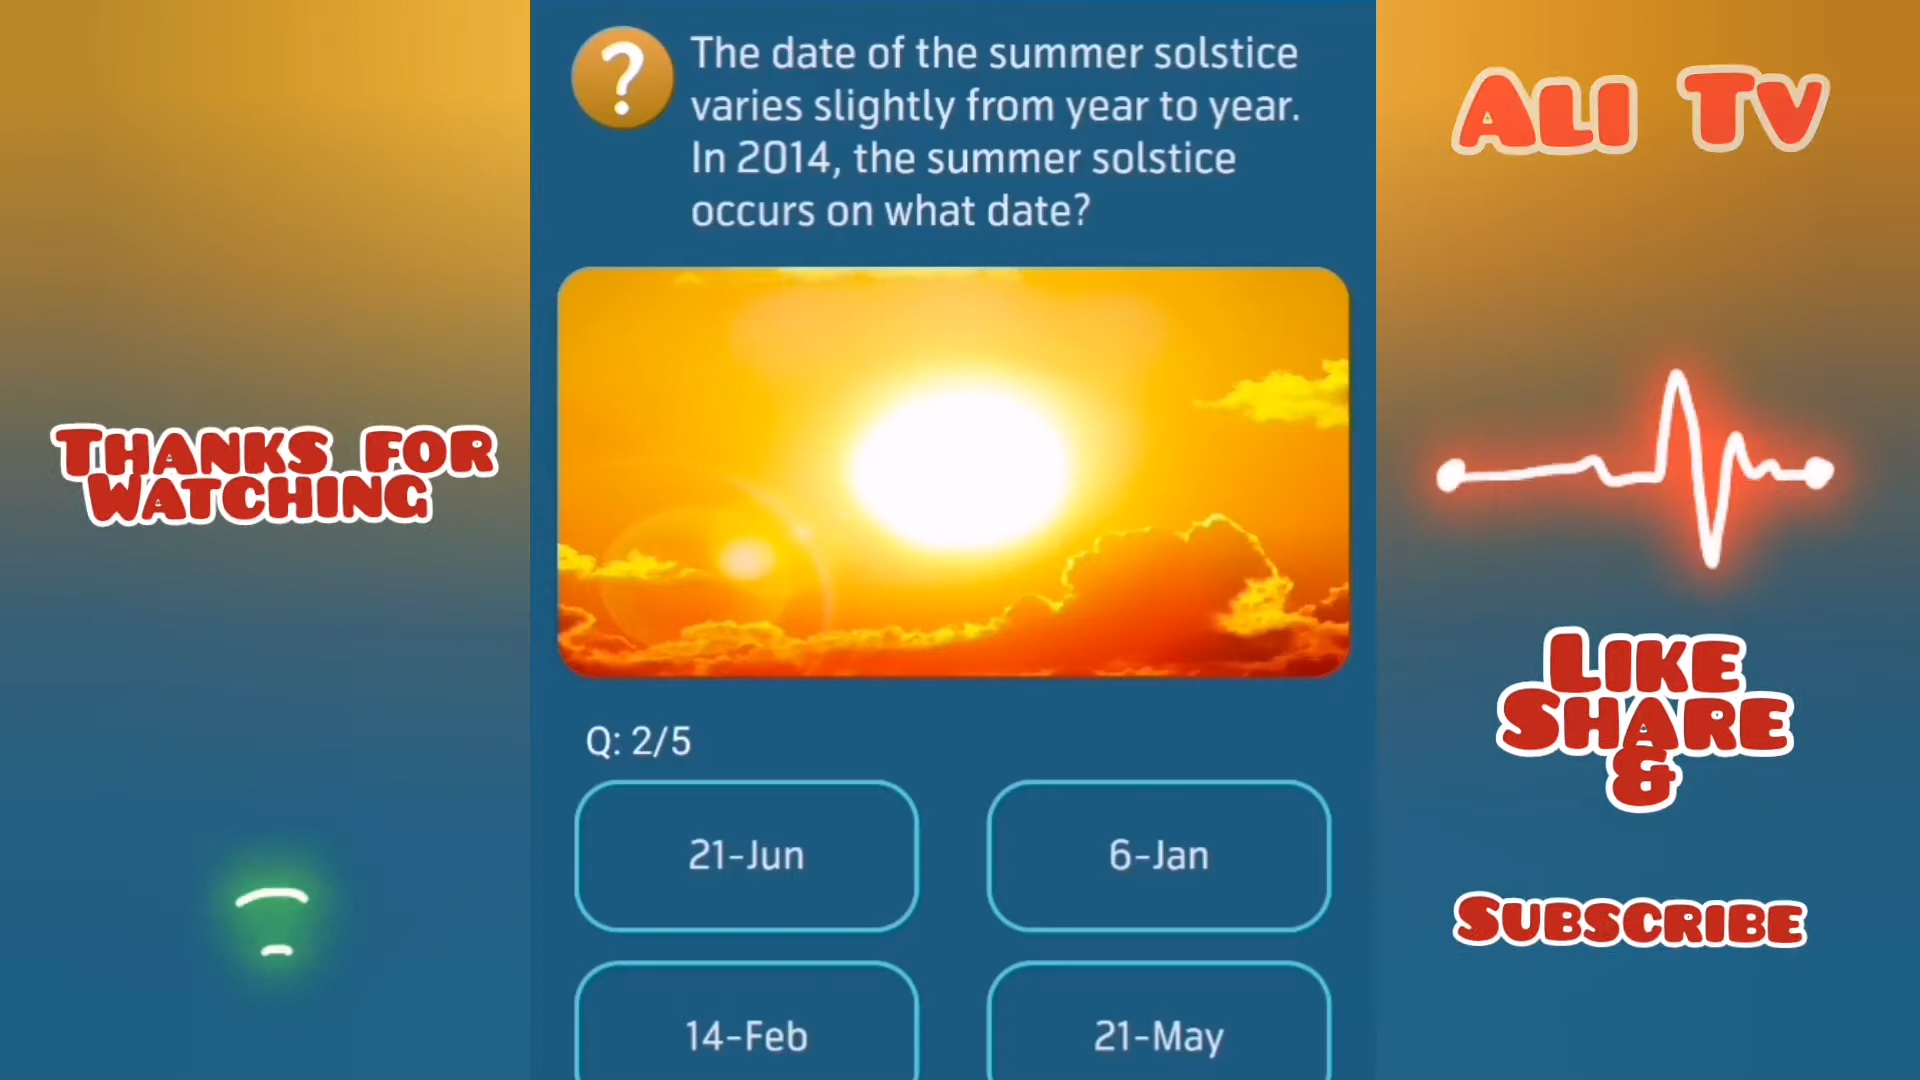 ?
The date of the summer solstice
varies slightly from year to year.
In 2014, the summer solstice
occurs on what date?
ALI TV
THANKS FOR
WATCHING
LIKE
SHARE
&
SUBSCRIBE
Q: 2/5
21-Jun
6-Jan
14-Feb
21-May